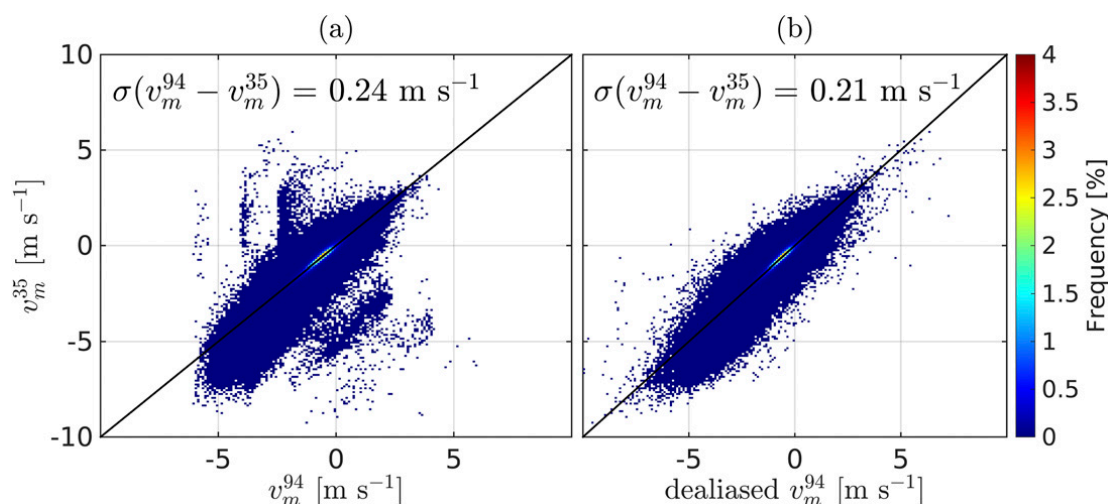 (a)
(b)
σ(v_m^94 − v_m^35) = 0.24 m s⁻¹
σ(v_m^94 − v_m^35) = 0.21 m s⁻¹
10
5
0
-5
-10
v_m^35 [m s⁻¹]
-5 0 5
v_m^94 [m s⁻¹]
-5 0 5
dealiased v_m^94 [m s⁻¹]
4
3.5
3
2.5
2
1.5
1
0.5
0
Frequency [%]